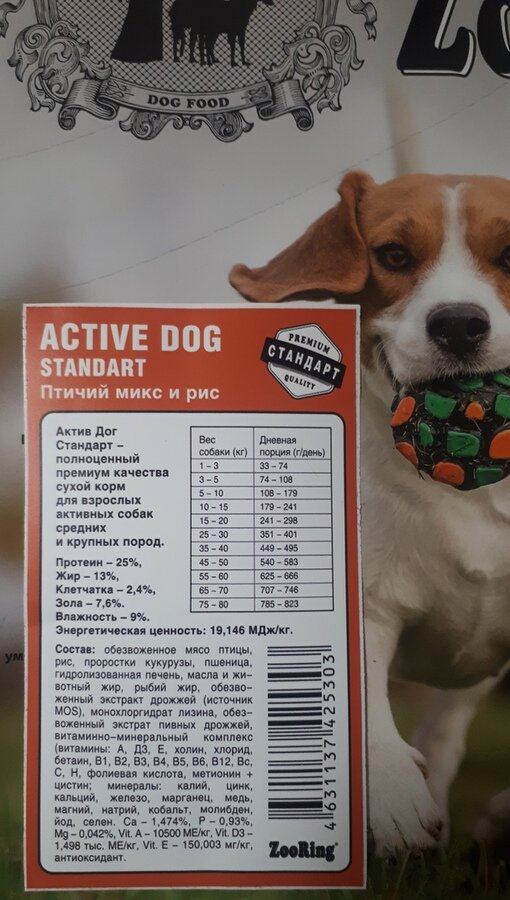 DOG FOOD
ACTIVE DOG
STANDART
Птичий микс и рис
PREMIUM
СТАНДАРТ
QUALITY
Актив Дог
Стандарт –
полноценный
премиум качества
сухой корм
для взрослых
активных собак
средних
и крупных пород.
Протеин – 25%,
Жир – 13%,
Клетчатка – 2,4%,
Зола – 7,6%.
Влажность – 9%.
Энергетическая ценность: 19,146 МДж/кг.
Вес собаки (кг) Дневная порция (г/день)
1 – 3 33 – 74
3 – 5 74 – 108
5 – 10 108 – 179
10 – 15 179 – 241
15 – 20 241 – 298
25 – 30 351 – 401
35 – 40 449 – 495
45 – 50 540 – 583
55 – 60 625 – 666
65 – 70 707 – 746
75 – 80 785 – 823
Состав: обезвоженное мясо птицы,
рис, проростки кукурузы, пшеница,
гидролизованная печень, масла и жи-
вотный жир, рыбий жир, обезво-
женный экстракт дрожжей (источник
MOS), монохлоргидрат лизина, обез-
воженный экстрат пивных дрожжей,
витаминно-минеральный комплекс
(витамины: А, Д3, Е, холин, хлорид,
бетаин, В1, В2, В3, В4, В5, В6, В12, Вс,
С, Н, фолиевая кислота, метионин +
цистин; минералы: калий, цинк,
кальций, железо, марганец, медь,
магний, натрий, кобальт, молибден,
йод, селен. Ca – 1,474%, P – 0,93%,
Mg – 0,042%, Vit. A – 10500 МЕ/кг, Vit. D3 –
1,498 тыс. МЕ/кг, Vit. E – 150,003 мг/кг,
антиоксидант.
4 631137 425303
ZooRing